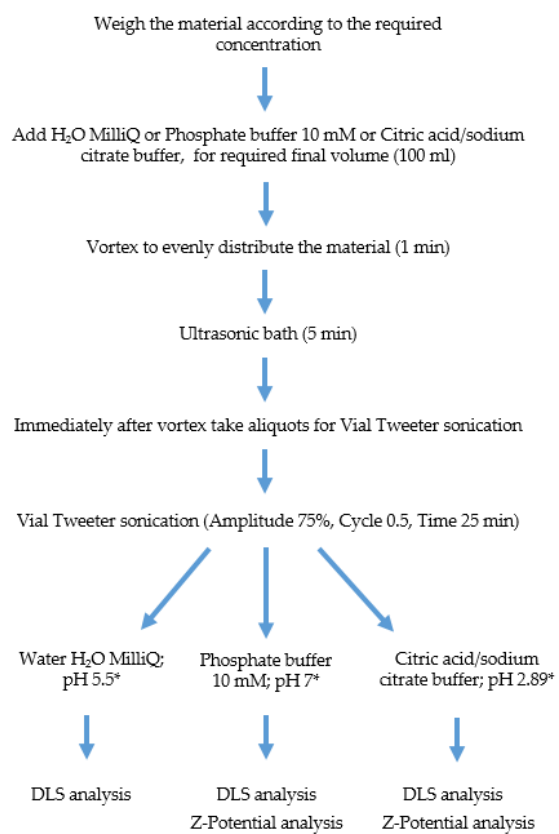 Weigh the material according to the required
concentration
Add H₂O MilliQ or Phosphate buffer 10 mM or Citric acid/sodium
citrate buffer, for required final volume (100 ml)
Vortex to evenly distribute the material (1 min)
Ultrasonic bath (5 min)
Immediately after vortex take aliquots for Vial Tweeter sonication
Vial Tweeter sonication (Amplitude 75%, Cycle 0.5, Time 25 min)
Water H₂O MilliQ;
pH 5.5*
Phosphate buffer
10 mM; pH 7*
Citric acid/sodium
citrate buffer; pH 2.89*
DLS analysis
DLS analysis
Z-Potential analysis
DLS analysis
Z-Potential analysis